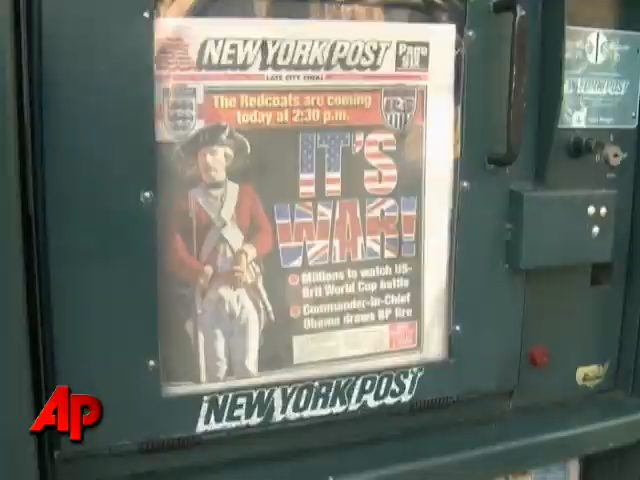 NEW YORK POST
LATE CITY FINAL
The Redcoats are coming
today at 2:30 p.m.
IT'S
WAR!
Millions to watch US-
Brit World Cup battle
Commander-in-Chief
Obama draws BP fire
NEW YORK POST
NEW YORK POST
AP